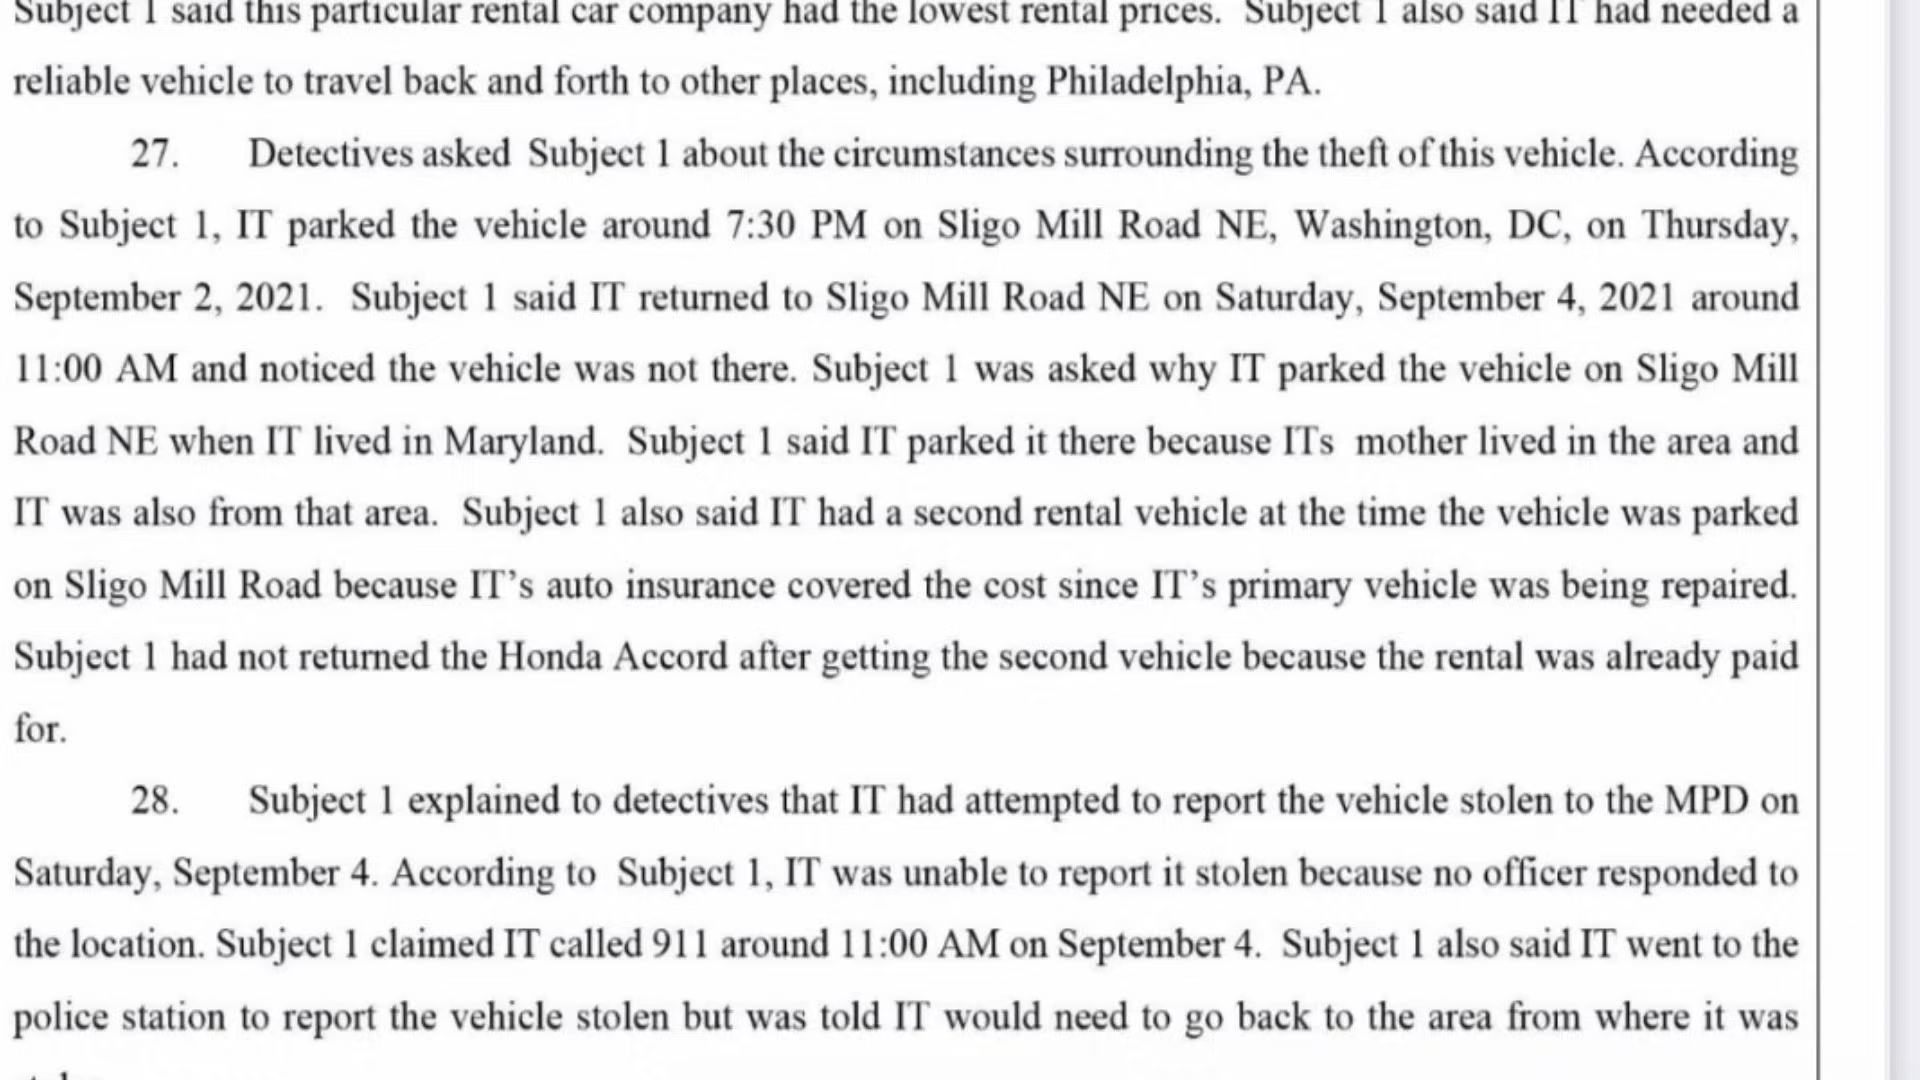 Subject 1 said this particular rental car company had the lowest rental prices.  Subject 1 also said IT had needed a
reliable vehicle to travel back and forth to other places, including Philadelphia, PA.
27. Detectives asked Subject 1 about the circumstances surrounding the theft of this vehicle. According
to Subject 1, IT parked the vehicle around 7:30 PM on Sligo Mill Road NE, Washington, DC, on Thursday,
September 2, 2021.  Subject 1 said IT returned to Sligo Mill Road NE on Saturday, September 4, 2021 around
11:00 AM and noticed the vehicle was not there. Subject 1 was asked why IT parked the vehicle on Sligo Mill
Road NE when IT lived in Maryland.  Subject 1 said IT parked it there because ITs  mother lived in the area and
IT was also from that area.  Subject 1 also said IT had a second rental vehicle at the time the vehicle was parked
on Sligo Mill Road because IT’s auto insurance covered the cost since IT’s primary vehicle was being repaired.
Subject 1 had not returned the Honda Accord after getting the second vehicle because the rental was already paid
for.
28. Subject 1 explained to detectives that IT had attempted to report the vehicle stolen to the MPD on
Saturday, September 4. According to  Subject 1, IT was unable to report it stolen because no officer responded to
the location. Subject 1 claimed IT called 911 around 11:00 AM on September 4.  Subject 1 also said IT went to the
police station to report the vehicle stolen but was told IT would need to go back to the area from where it was